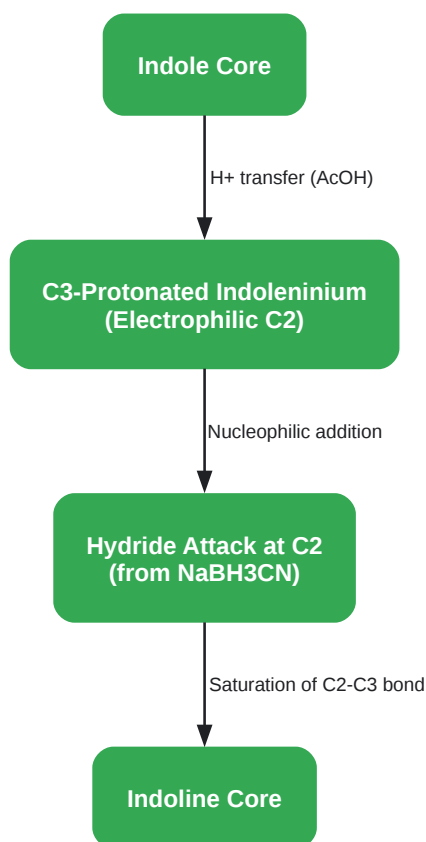 Indole Core
H+ transfer (AcOH)
C3-Protonated Indoleninium
(Electrophilic C2)
Nucleophilic addition
Hydride Attack at C2
(from NaBH3CN)
Saturation of C2-C3 bond
Indoline Core